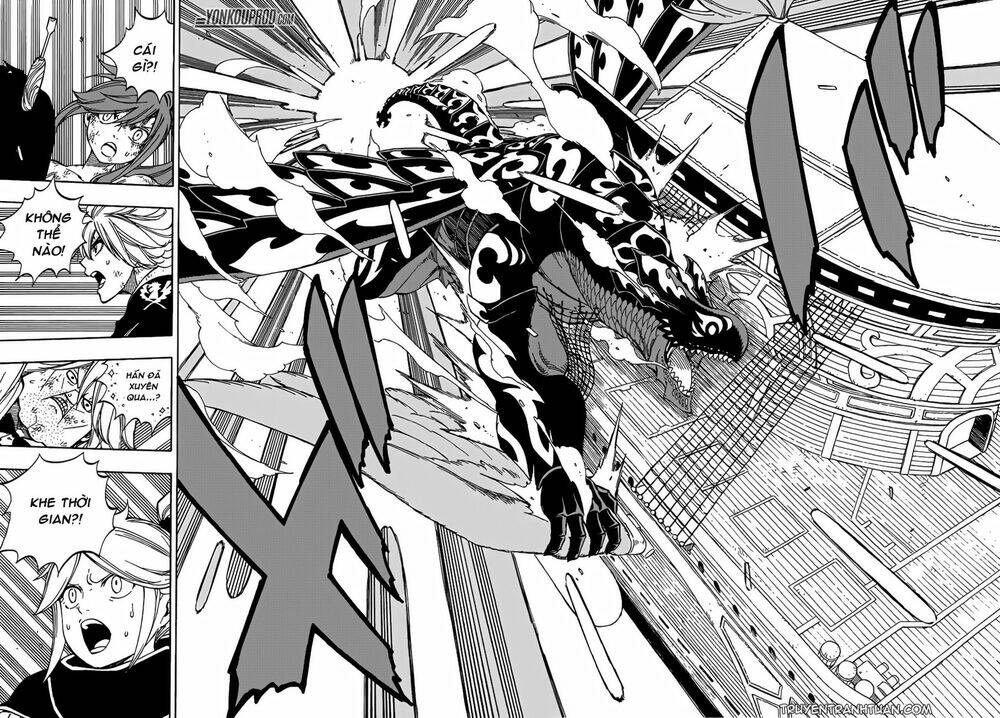 YONKOUPROD.COM
CÁI
GÌ?!
KHÔNG
THỂ
NÀO!
HẮN ĐÃ
XUYÊN
QUA...?
KHE THỜI
GIAN?!
TRUYENTRANHTUAN.COM